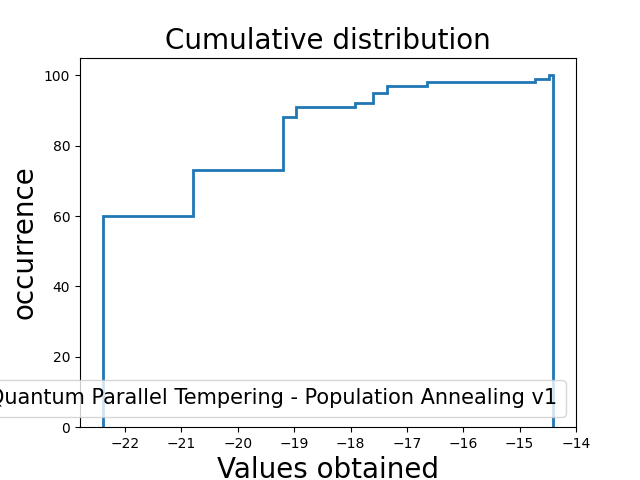 Cumulative distribution
100
80
60
40
20
0
occurrence
Quantum Parallel Tempering - Population Annealing v1
−22 −21 −20 −19 −18 −17 −16 −15 −14
Values obtained